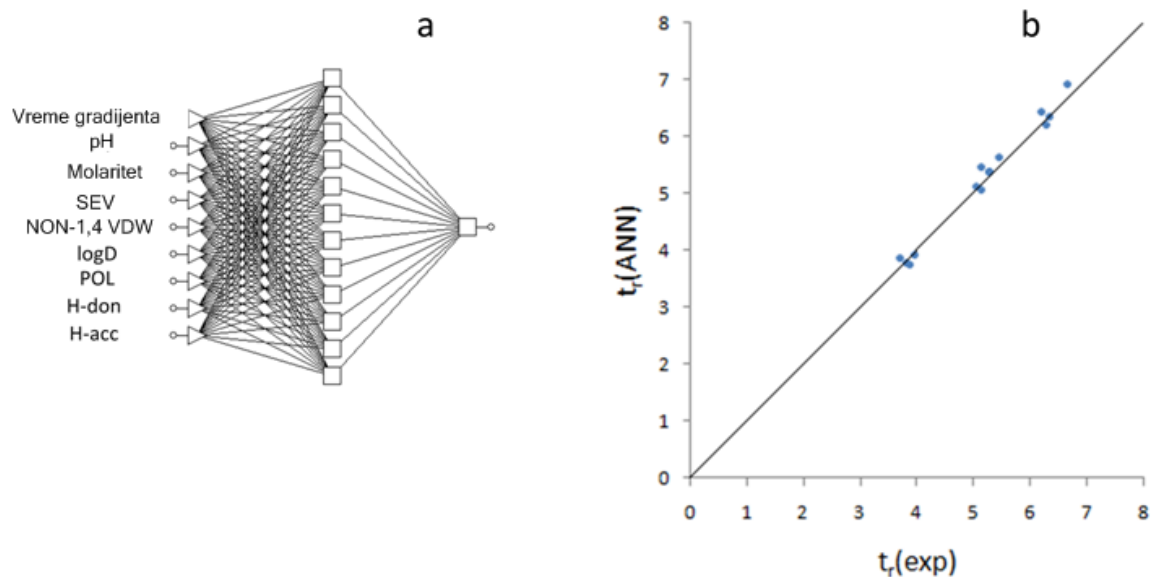 a
Vreme gradijenta
pH
Molaritet
SEV
NON-1,4 VDW
logD
POL
H-don
H-acc
b
8
7
6
5
4
3
2
1
0
tᵣ(ANN)
0 1 2 3 4 5 6 7 8
tᵣ(exp)